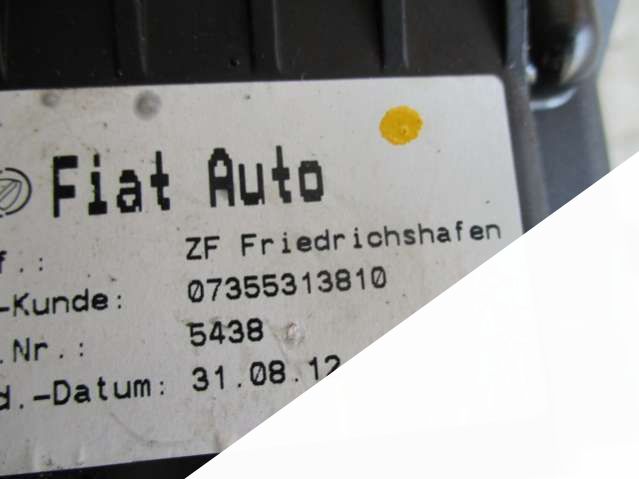 Fiat Auto
f.: ZF Friedrichshafen
-Kunde: 07355313810
.Nr.: 5438
d.-Datum: 31.08.12